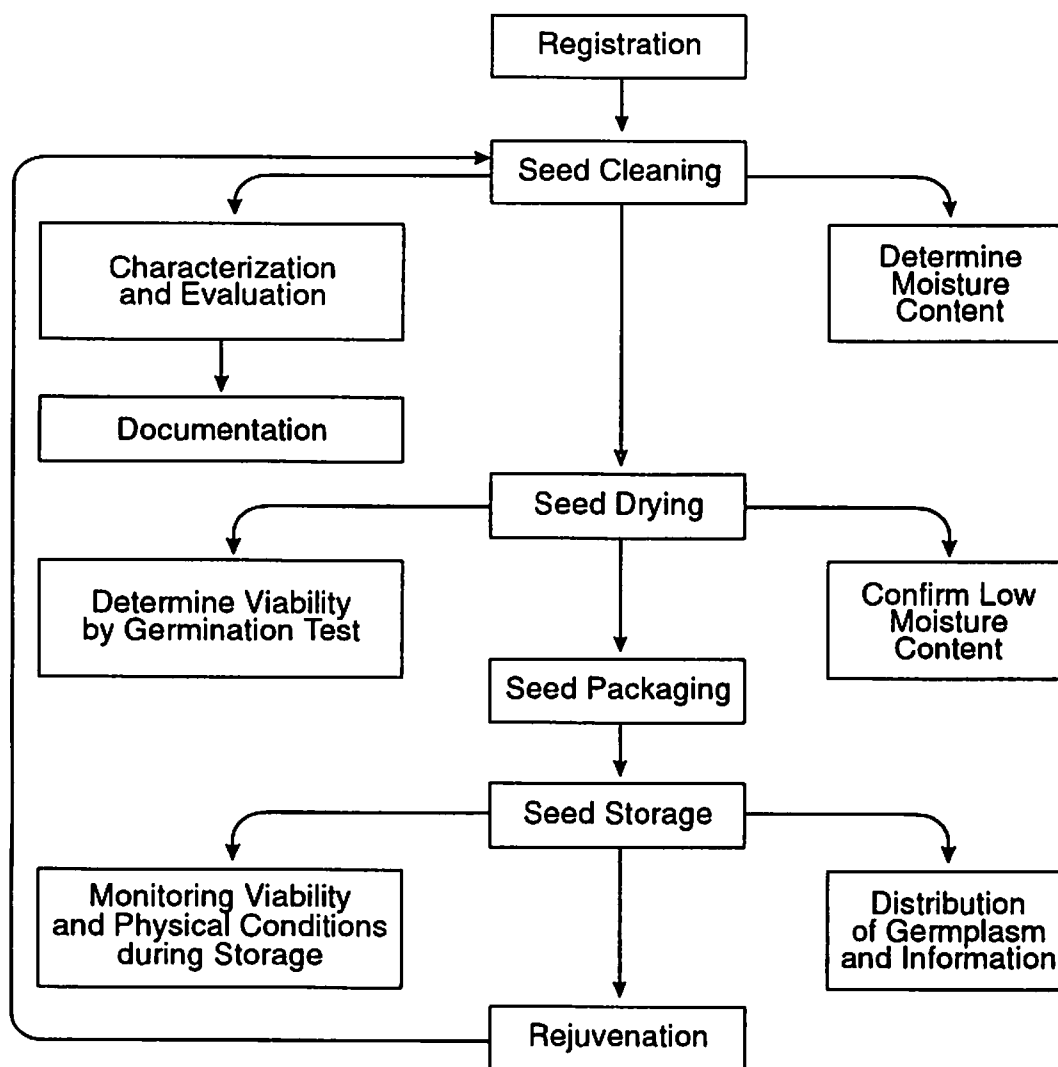 Registration
Seed Cleaning
Characterization
and Evaluation
Determine
Moisture
Content
Documentation
Seed Drying
Determine Viability
by Germination Test
Confirm Low
Moisture
Content
Seed Packaging
Seed Storage
Monitoring Viability
and Physical Conditions
during Storage
Distribution
of Germplasm
and Information
Rejuvenation